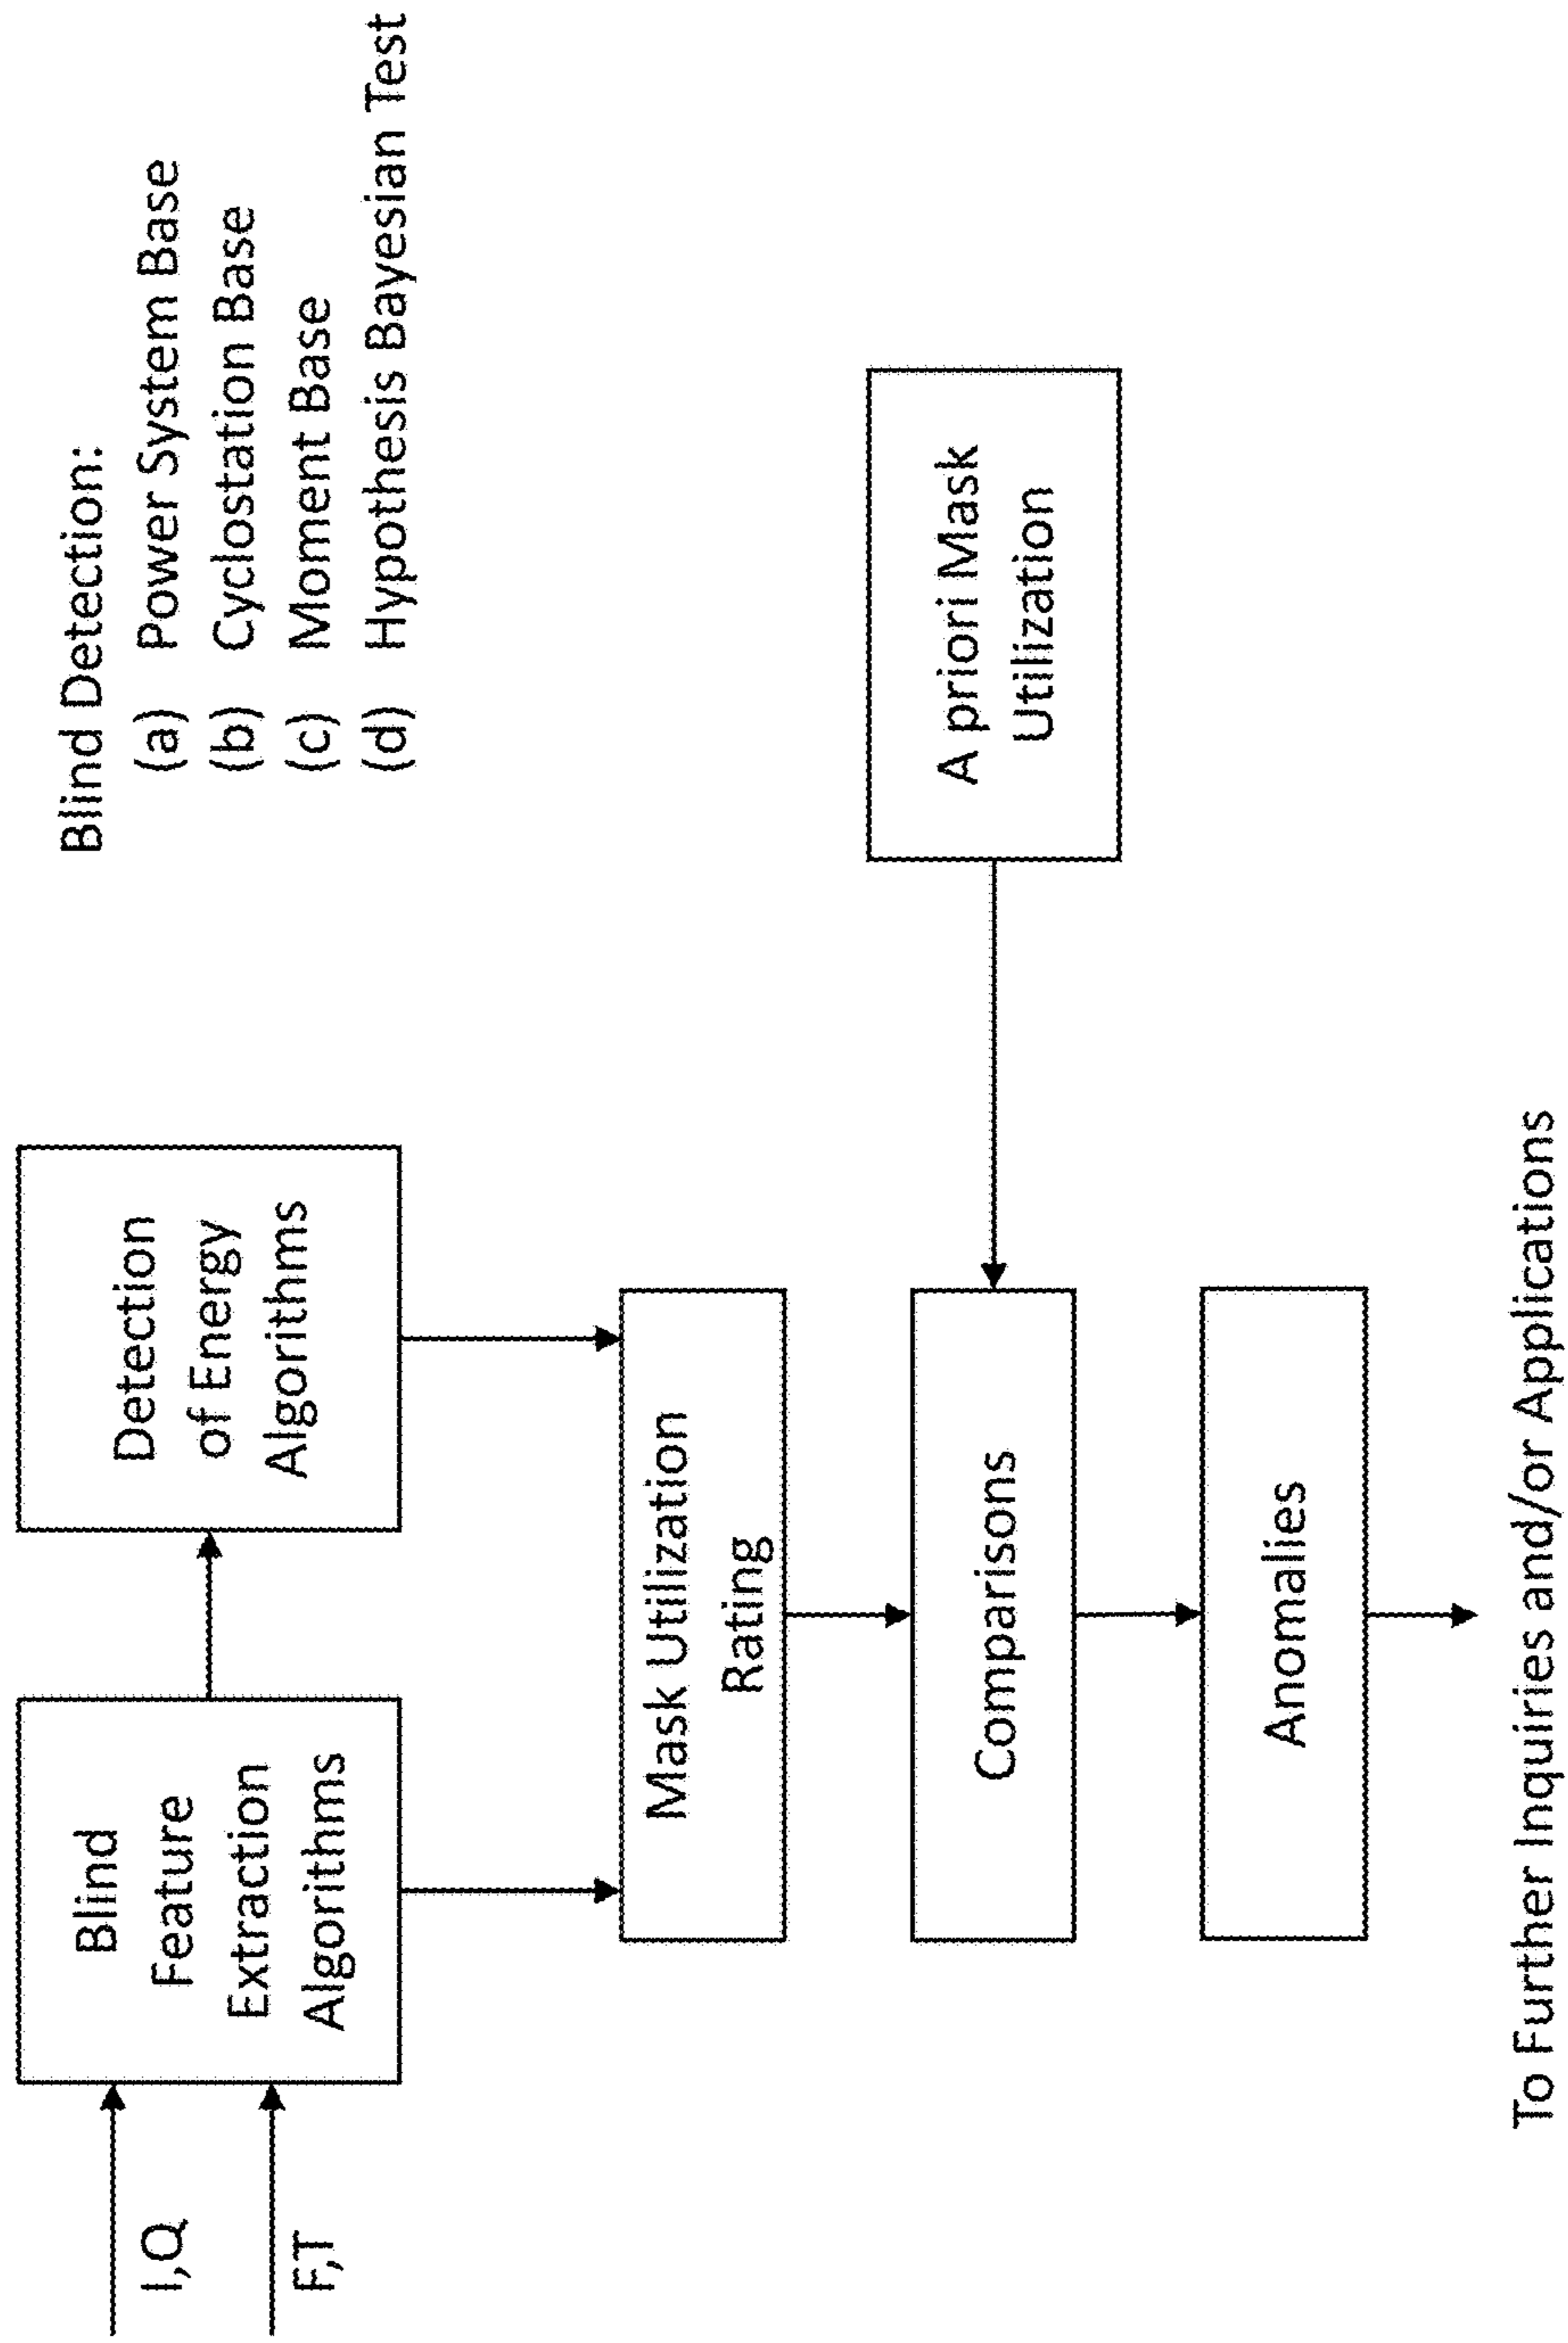 I,Q
F,T
Blind
Feature
Extraction
Algorithms
Detection
of Energy
Algorithms
Blind Detection:
(a) Power System Base
(b) Cyclostation Base
(c) Moment Base
(d) Hypothesis Bayesian Test
Mask Utilization
Rating
Comparisons
A priori Mask
Utilization
Anomalies
To Further Inquiries and/or Applications